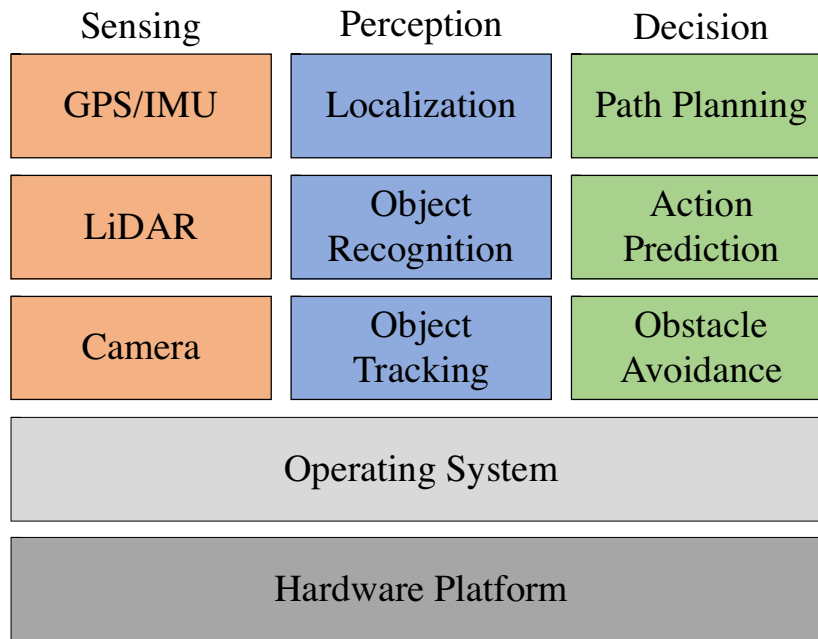 Sensing
Perception
Decision
GPS/IMU
Localization
Path Planning
LiDAR
Object
Recognition
Action
Prediction
Camera
Object
Tracking
Obstacle
Avoidance
Operating System
Hardware Platform